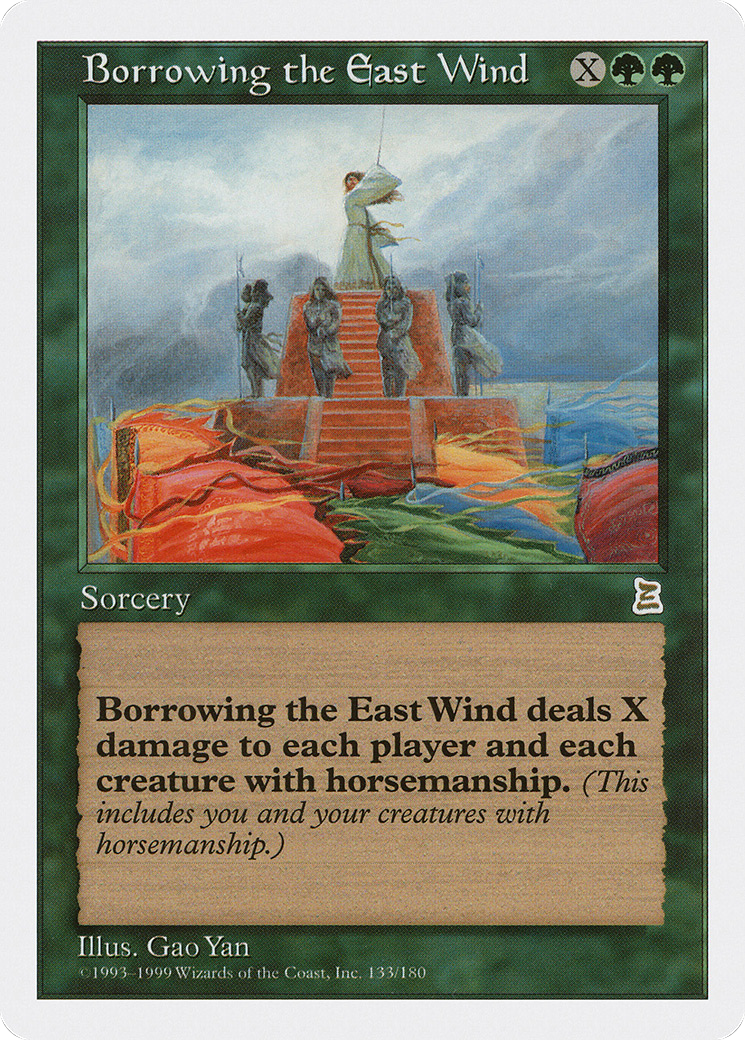 Borrowing the East Wind X
Sorcery
Borrowing the East Wind deals X
damage to each player and each
creature with horsemanship. (This
includes you and your creatures with
horsemanship.)
Illus. Gao Yan
©1993–1999 Wizards of the Coast, Inc. 133/180